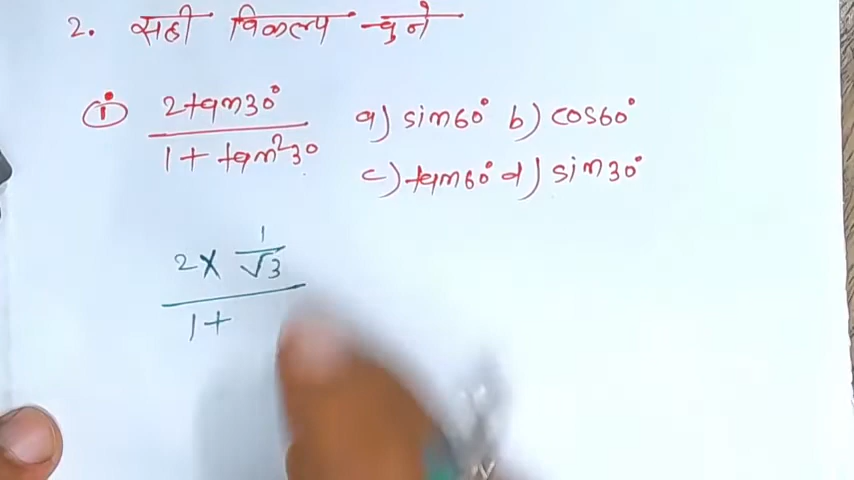 2. सही विकल्प चुने
(i) 2tan30° / 1 + tan²30 a) sin60° b) cos60°
c) tan60° d) sin30°
2 × 1/√3
1 +